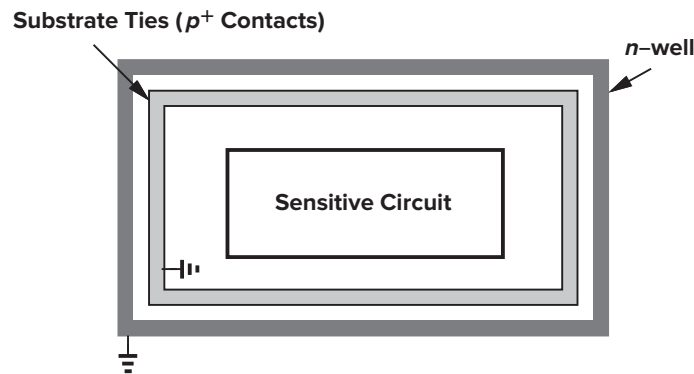 Substrate Ties (p+ Contacts)
n–well
Sensitive Circuit